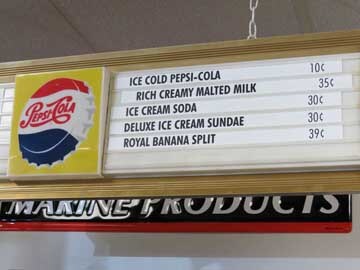 PEPSI-COLA
ICE COLD PEPSI-COLA 10¢
RICH CREAMY MALTED MILK 35¢
ICE CREAM SODA 30¢
DELUXE ICE CREAM SUNDAE 30¢
ROYAL BANANA SPLIT 39¢
MARINE PRODUCTS